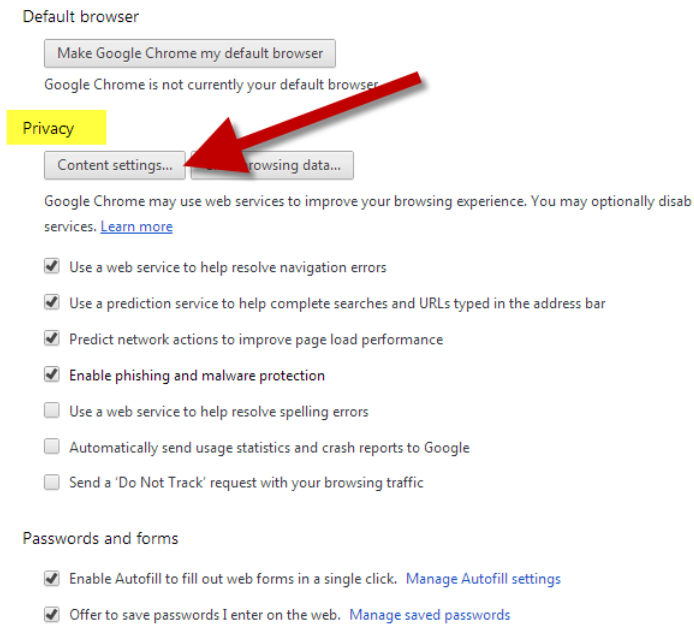 Default browser
Make Google Chrome my default browser
Google Chrome is not currently your default browser
Privacy
Content settings... browsing data...
Google Chrome may use web services to improve your browsing experience. You may optionally disab
services. Learn more
Use a web service to help resolve navigation errors
Use a prediction service to help complete searches and URLs typed in the address bar
Predict network actions to improve page load performance
Enable phishing and malware protection
Use a web service to help resolve spelling errors
Automatically send usage statistics and crash reports to Google
Send a 'Do Not Track' request with your browsing traffic
Passwords and forms
Enable Autofill to fill out web forms in a single click. Manage Autofill settings
Offer to save passwords I enter on the web. Manage saved passwords